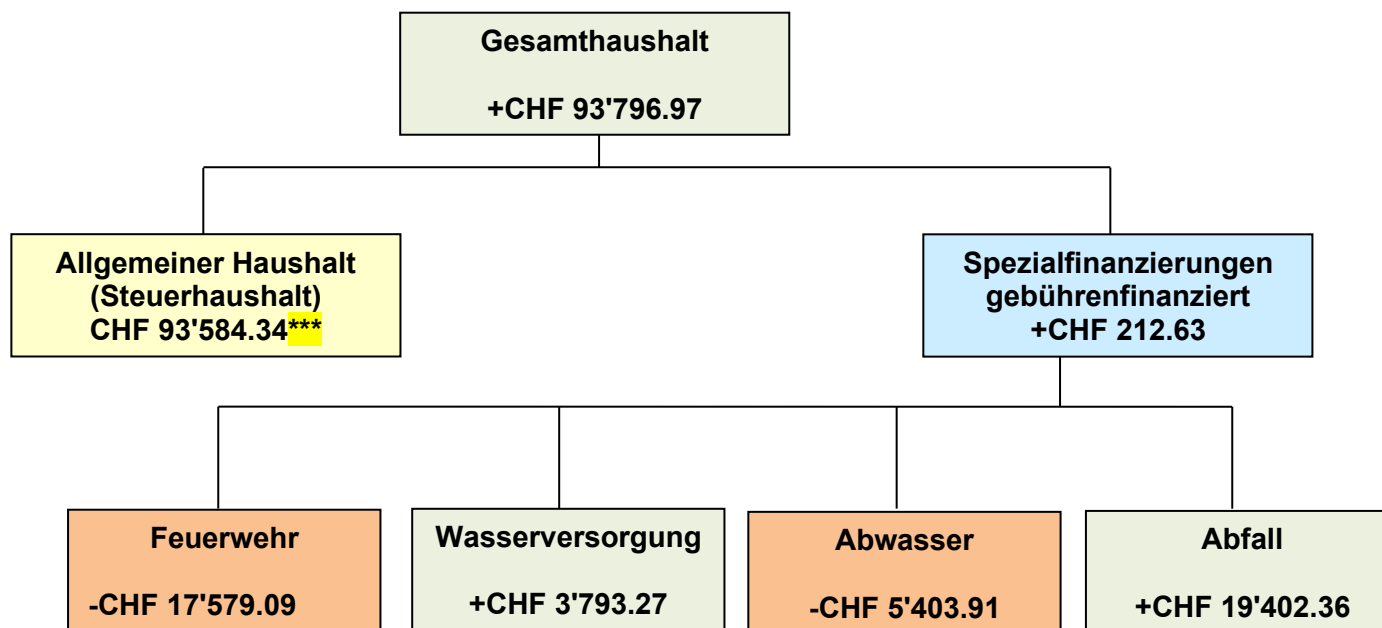 Gesamthaushalt
+CHF 93'796.97
Allgemeiner Haushalt
(Steuerhaushalt)
CHF 93'584.34***
Spezialfinanzierungen
gebührenfinanziert
+CHF 212.63
Feuerwehr
-CHF 17'579.09
Wasserversorgung
+CHF 3'793.27
Abwasser
-CHF 5'403.91
Abfall
+CHF 19'402.36